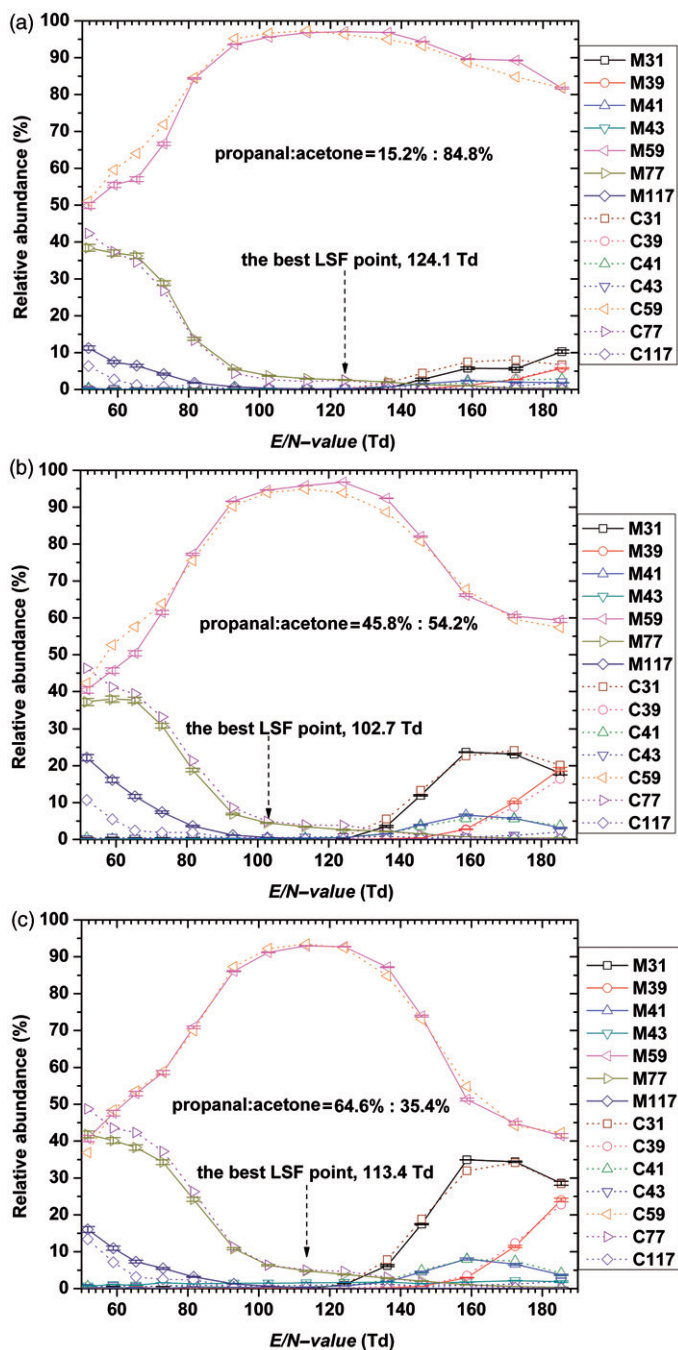 (a)
100
90
80
70
60
50
40
30
20
10
0
Relative abundance (%)
propanal:acetone=15.2% : 84.8%
the best LSF point, 124.1 Td
60 80 100 120 140 160 180
E/N–value (Td)
M31
M39
M41
M43
M59
M77
M117
C31
C39
C41
C43
C59
C77
C117
(b)
100
90
80
70
60
50
40
30
20
10
0
Relative abundance (%)
propanal:acetone=45.8% : 54.2%
the best LSF point, 102.7 Td
60 80 100 120 140 160 180
E/N–value (Td)
M31
M39
M41
M43
M59
M77
M117
C31
C39
C41
C43
C59
C77
C117
(c)
100
90
80
70
60
50
40
30
20
10
0
Relative abundance (%)
propanal:acetone=64.6% : 35.4%
the best LSF point, 113.4 Td
60 80 100 120 140 160 180
E/N–value (Td)
M31
M39
M41
M43
M59
M77
M117
C31
C39
C41
C43
C59
C77
C117